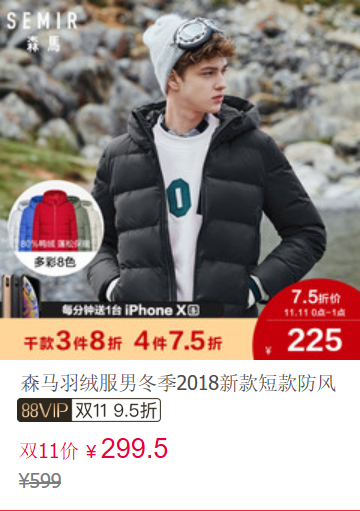 SEMIR
森馬
80%鸭绒 蓬松保暖
多彩8色
每分钟送1台 iPhone XS
千款3件8折 4件7.5折
7.5折价
11.11 0点-1点
¥ 225
森马羽绒服男冬季2018新款短款防风
88VIP 双11 9.5折
双11价 ¥ 299.5
¥599